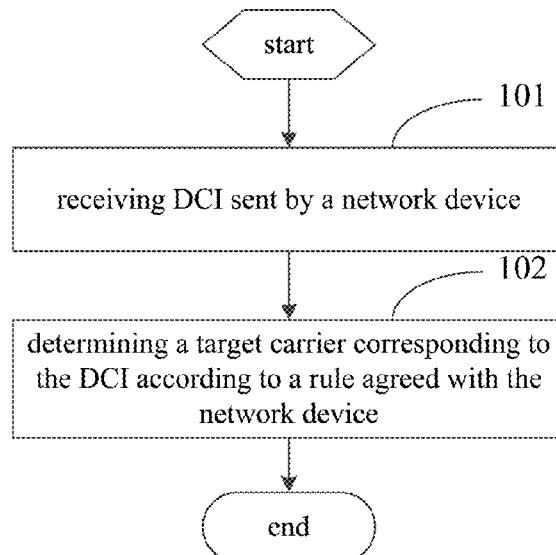 start
101
receiving DCI sent by a network device
102
determining a target carrier corresponding to
the DCI according to a rule agreed with the
network device
end